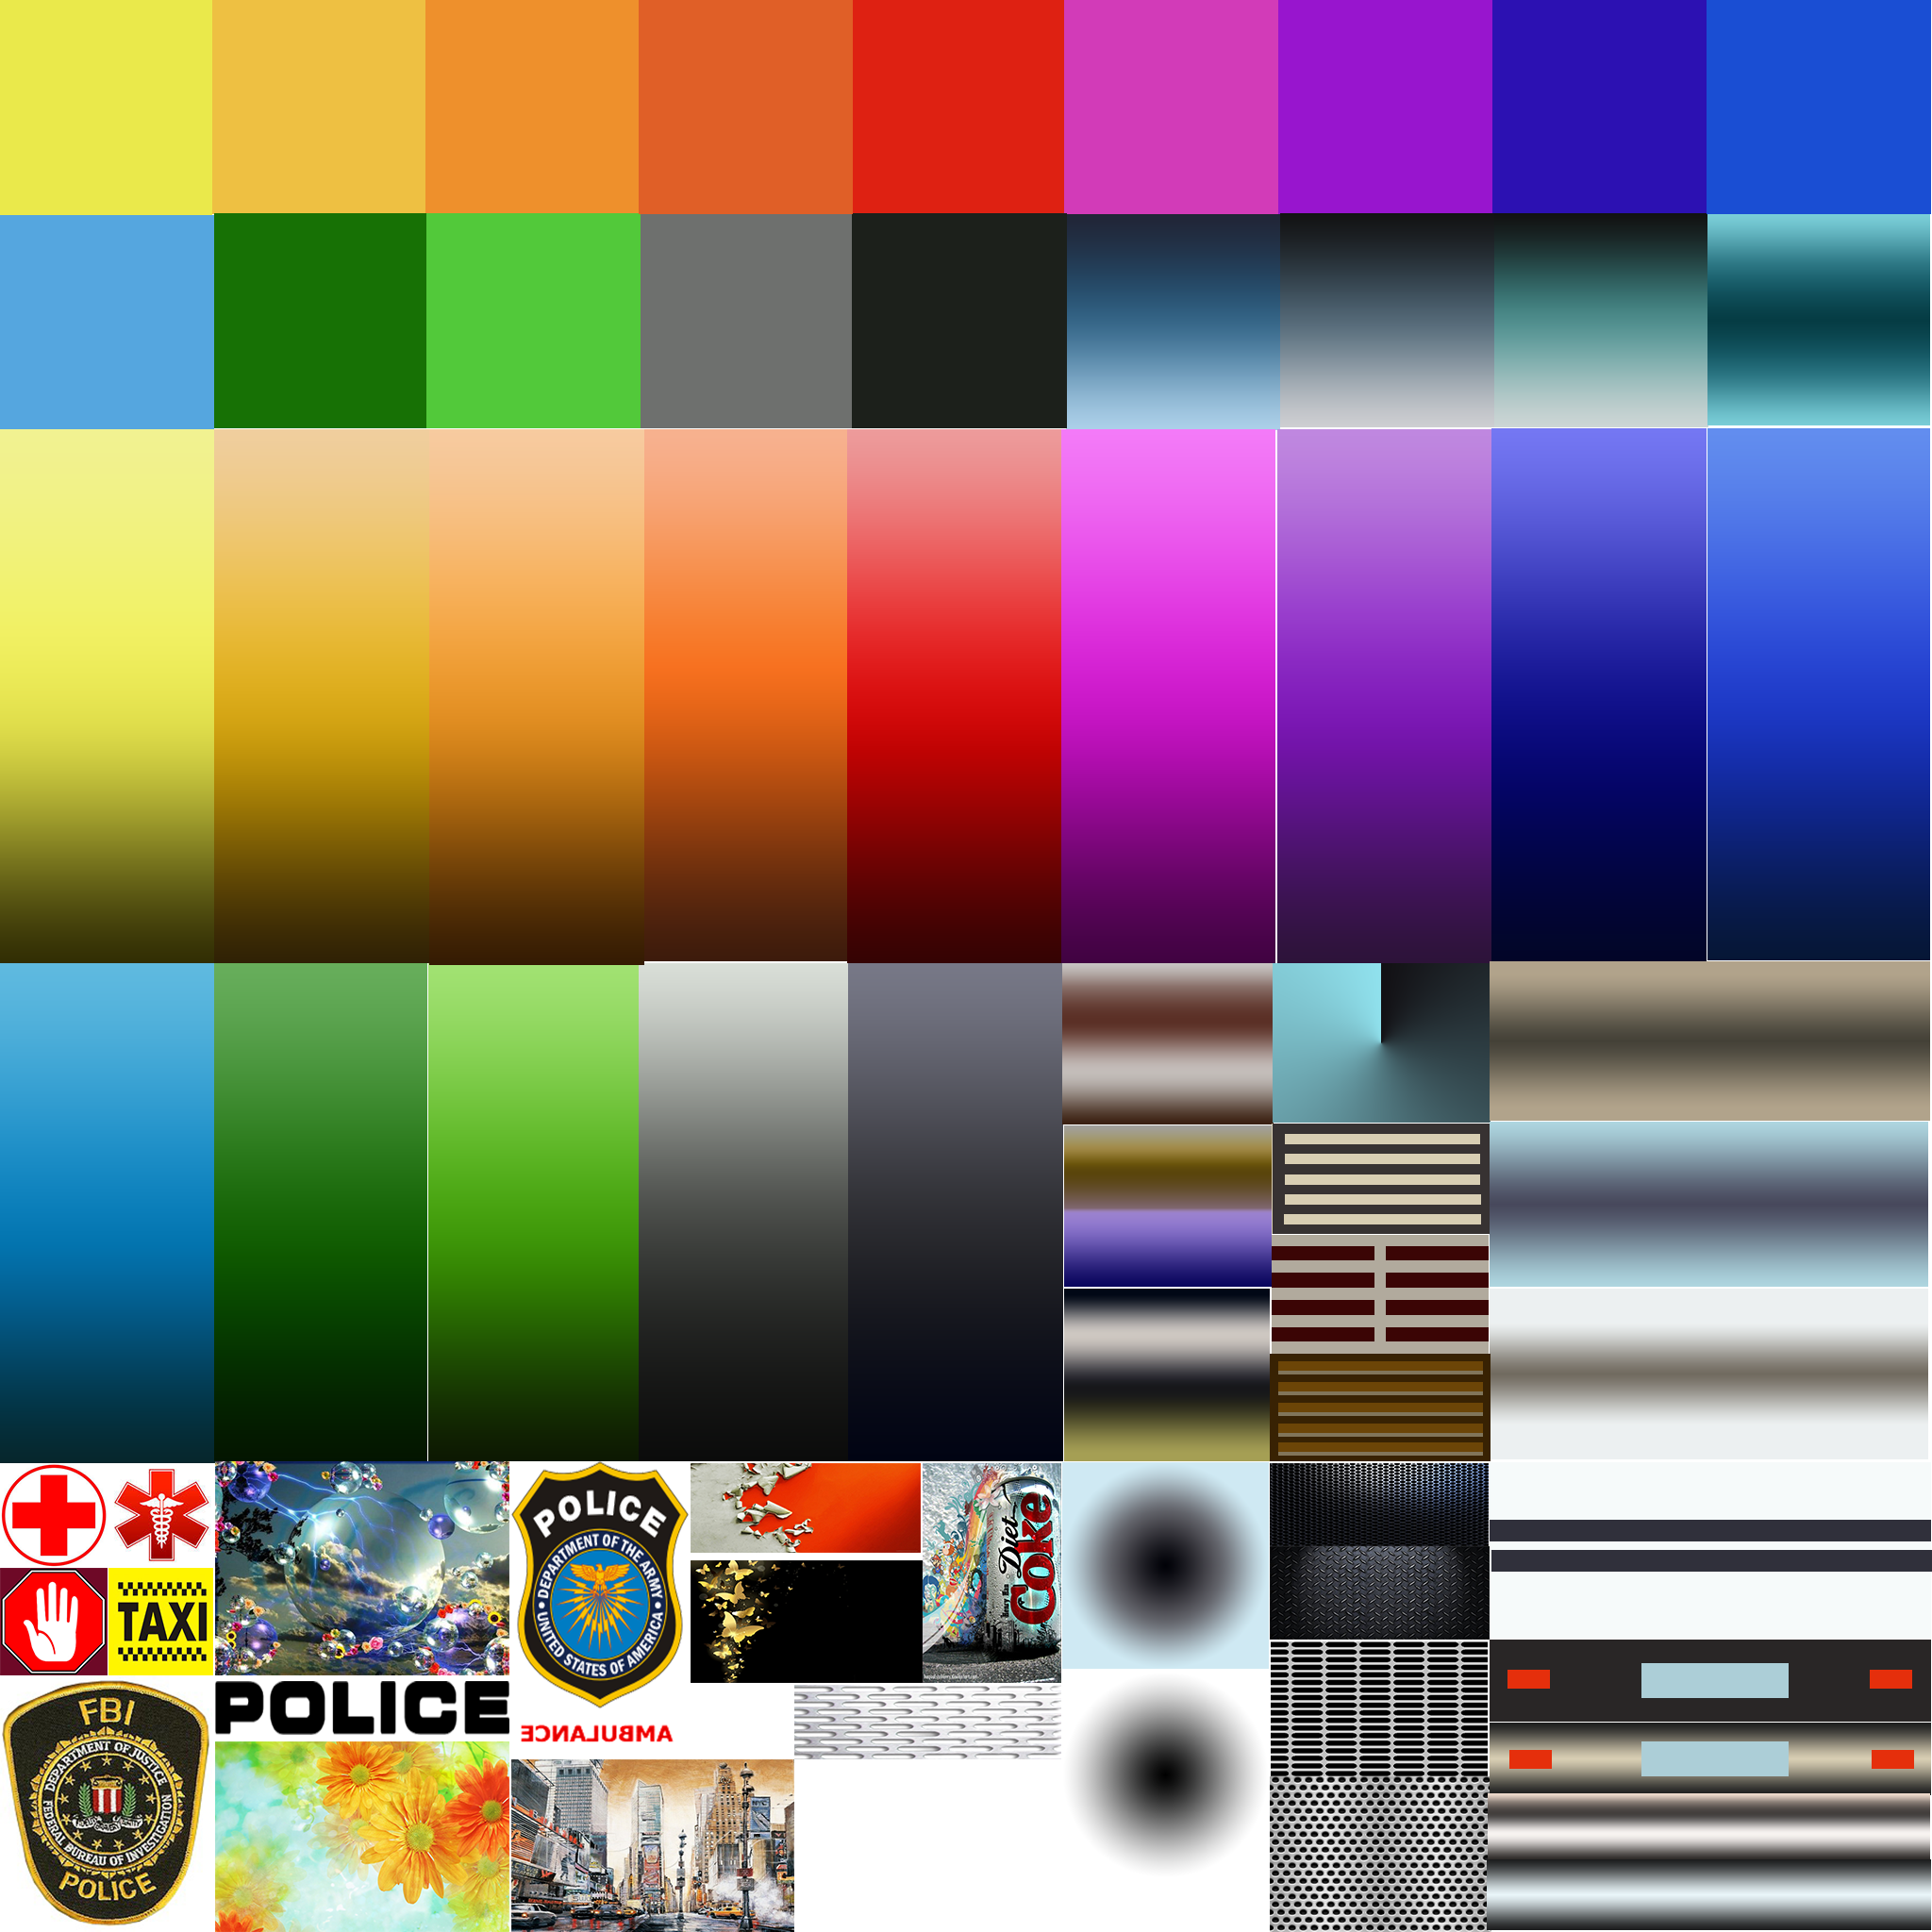 POLICE
DEPARTMENT OF THE ARMY
UNITED STATES OF AMERICA
Diet
Coke
TAXI
FBI
DEPARTMENT OF JUSTICE
FEDERAL BUREAU OF INVESTIGATION
POLICE
POLICE
AMBULANCE